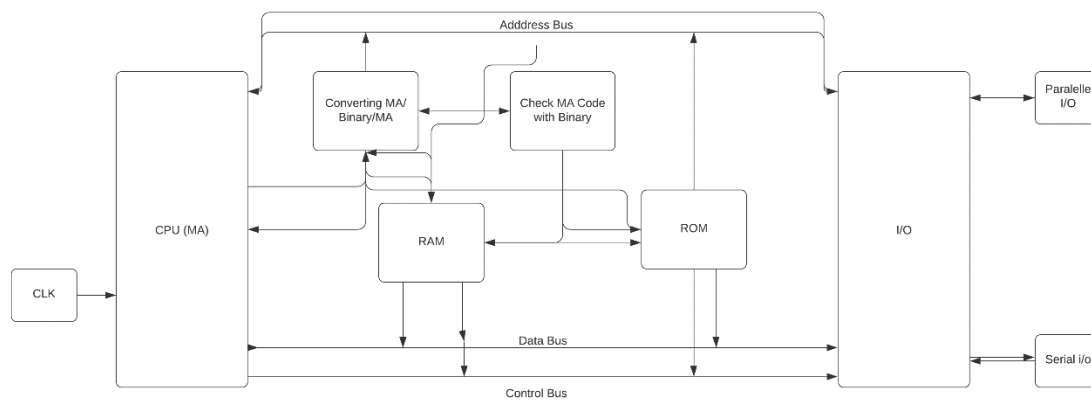 Adddress Bus
Converting MA/
Binary/MA
Check MA Code
with Binary
Paralelle
I/O
CPU (MA)
RAM
ROM
I/O
CLK
Data Bus
Serial i/o
Control Bus